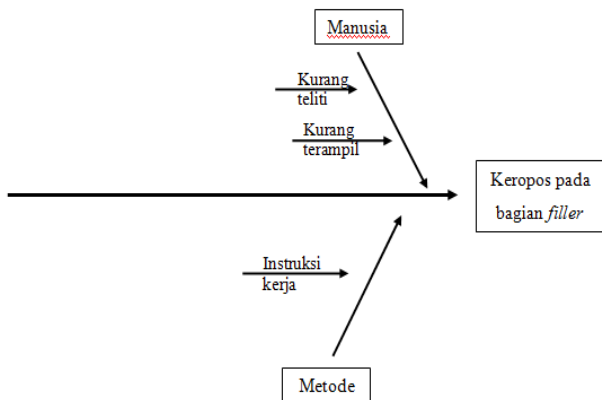 Manusia
Kurang
teliti
Kurang
terampil
Keropos pada
bagian filler
Instruksi
kerja
Metode